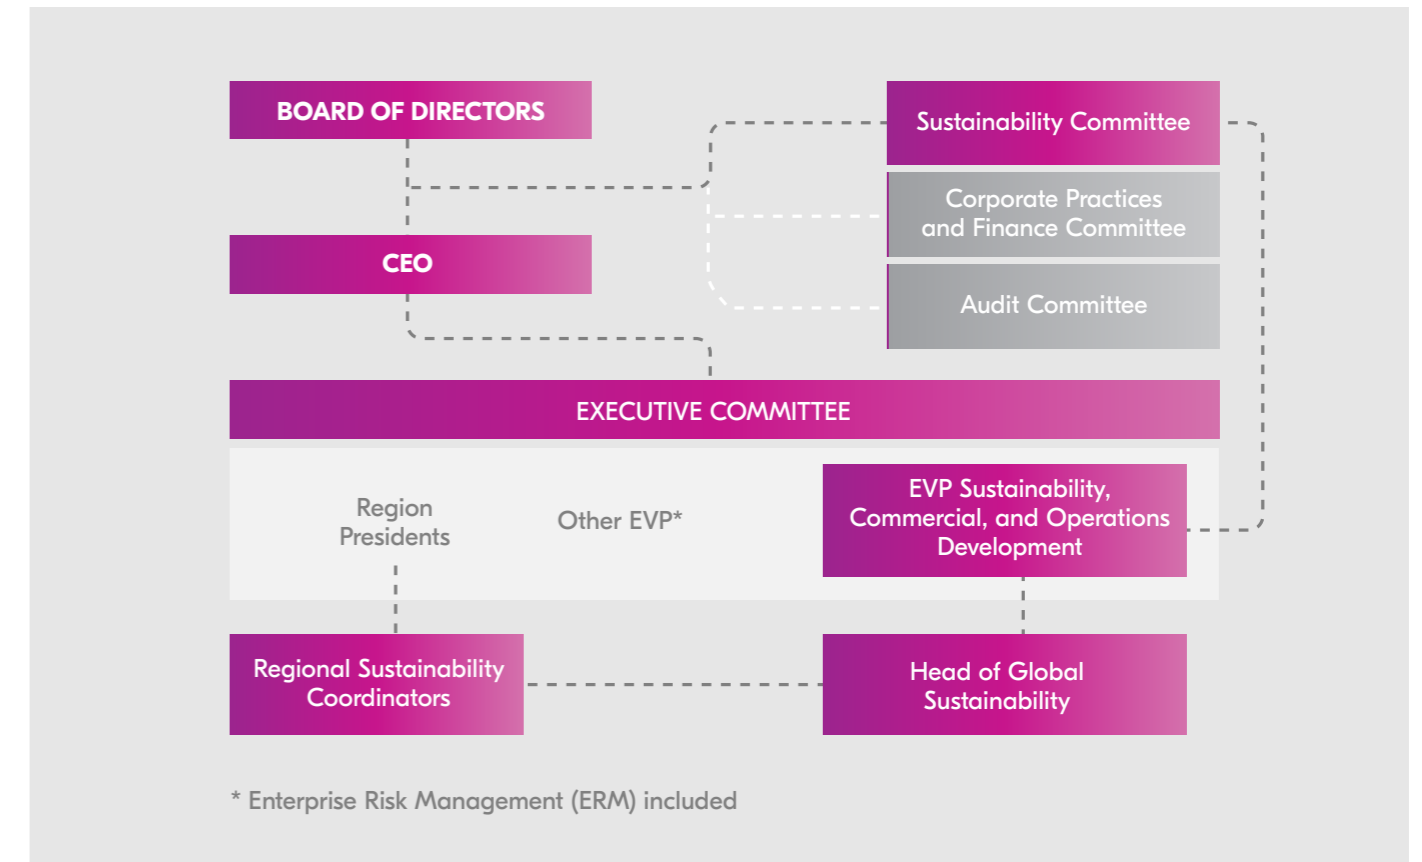 BOARD OF DIRECTORS
Sustainability Committee
Corporate Practices
and Finance Committee
CEO
Audit Committee
EXECUTIVE COMMITTEE
Region
Presidents
Other EVP*
EVP Sustainability,
Commercial, and Operations
Development
Regional Sustainability
Coordinators
Head of Global
Sustainability
* Enterprise Risk Management (ERM) included